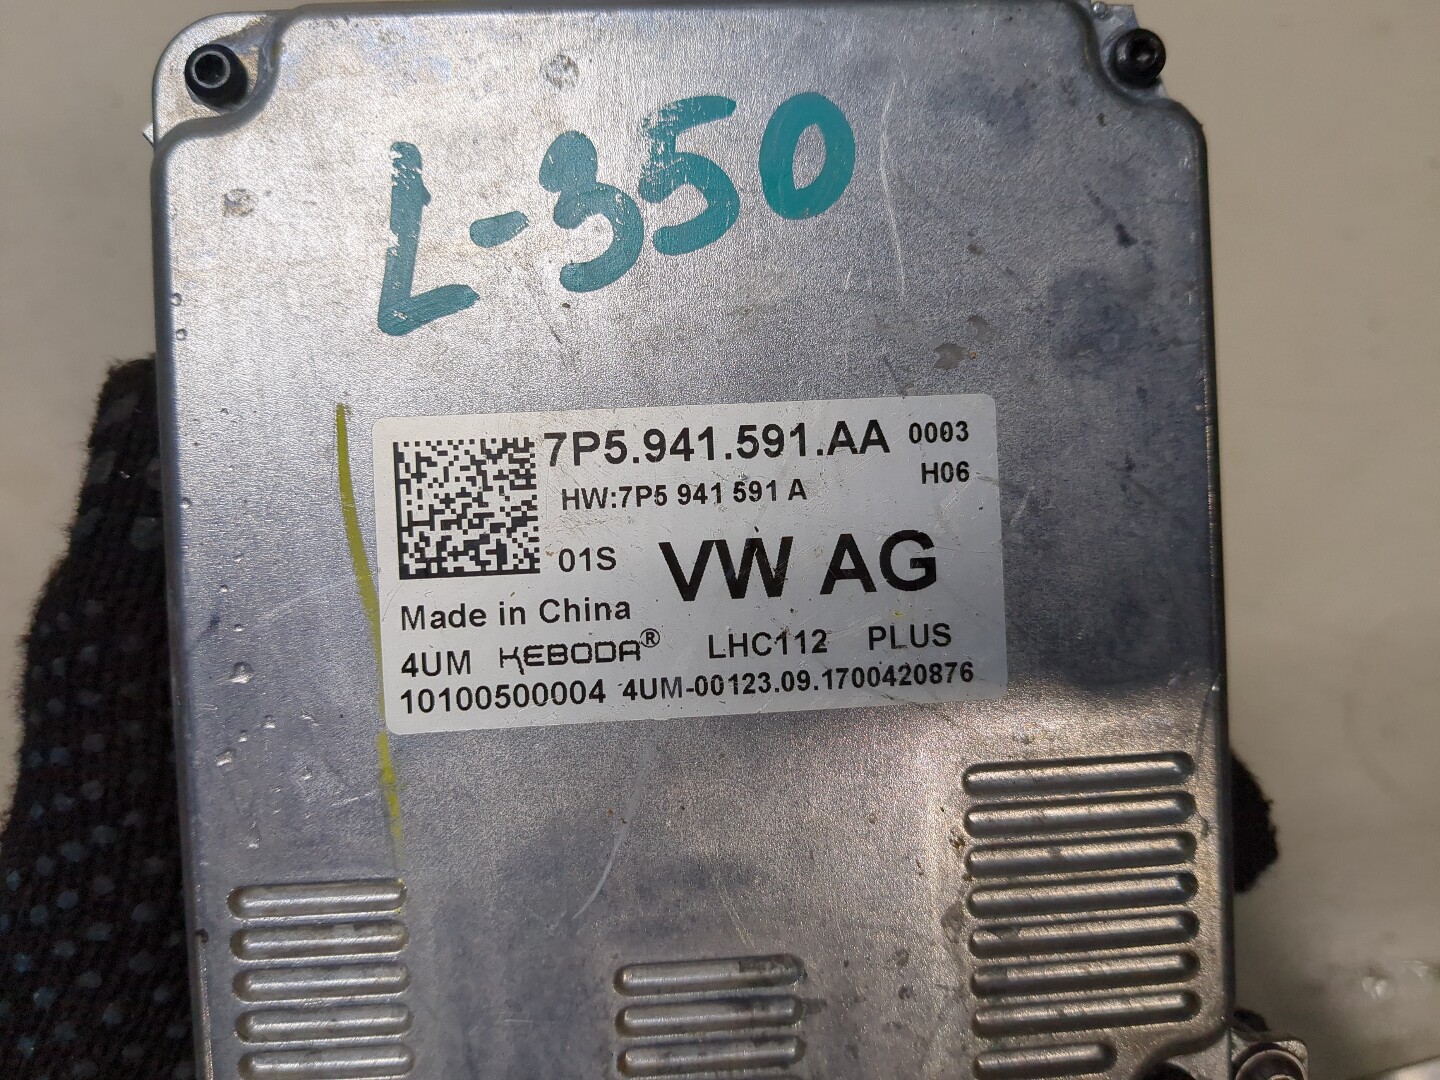 L-350
7P5.941.591.AA 0003
HW:7P5 941 591 A H06
01S VW AG
Made in China
4UM KEBODA® LHC112 PLUS
10100500004 4UM-00123.09.1700420876